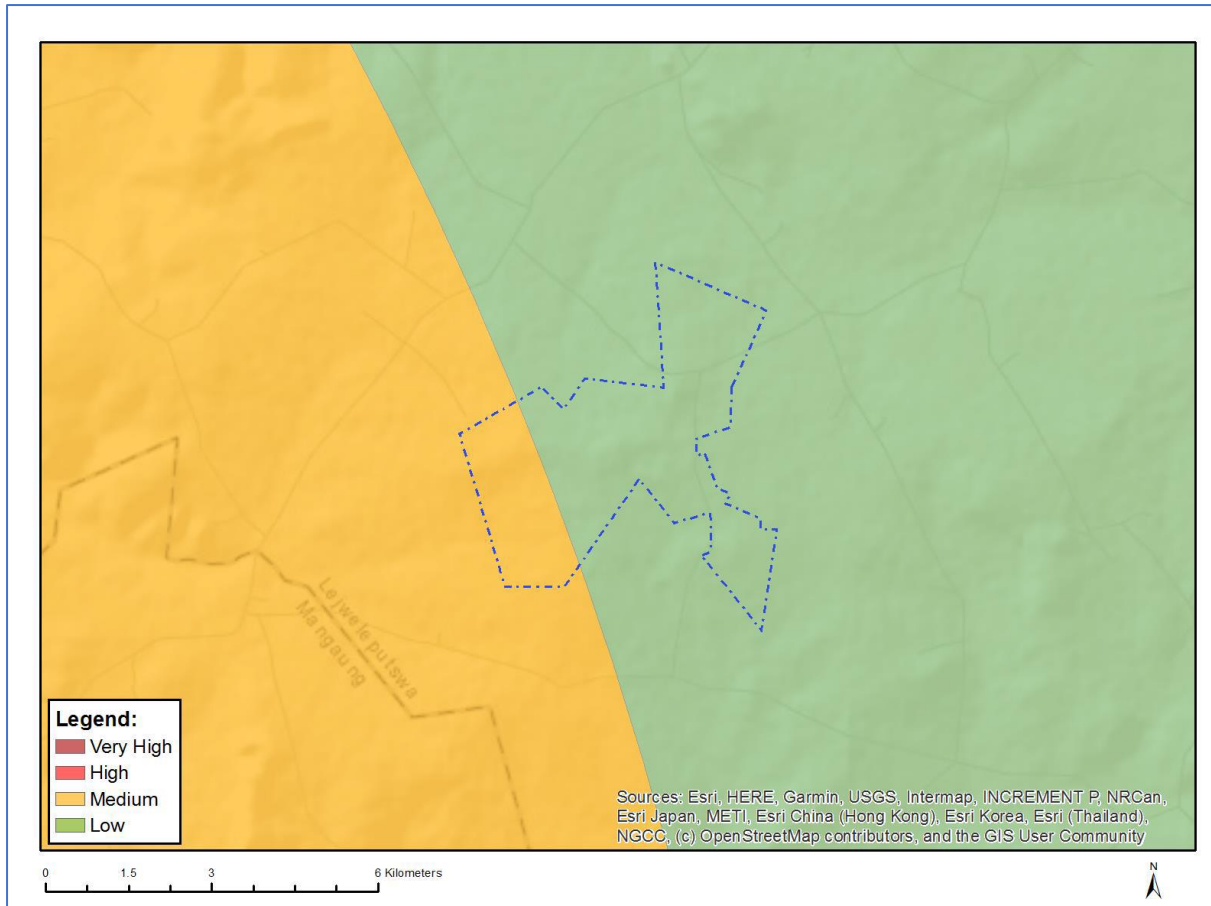 Lejweleputswa
Mangaung
Legend:
Very High
High
Medium
Low
Sources: Esri, HERE, Garmin, USGS, Intermap, INCREMENT P, NRCan,
Esri Japan, METI, Esri China (Hong Kong), Esri Korea, Esri (Thailand),
NGCC, (c) OpenStreetMap contributors, and the GIS User Community
0 1.5 3 6 Kilometers
N